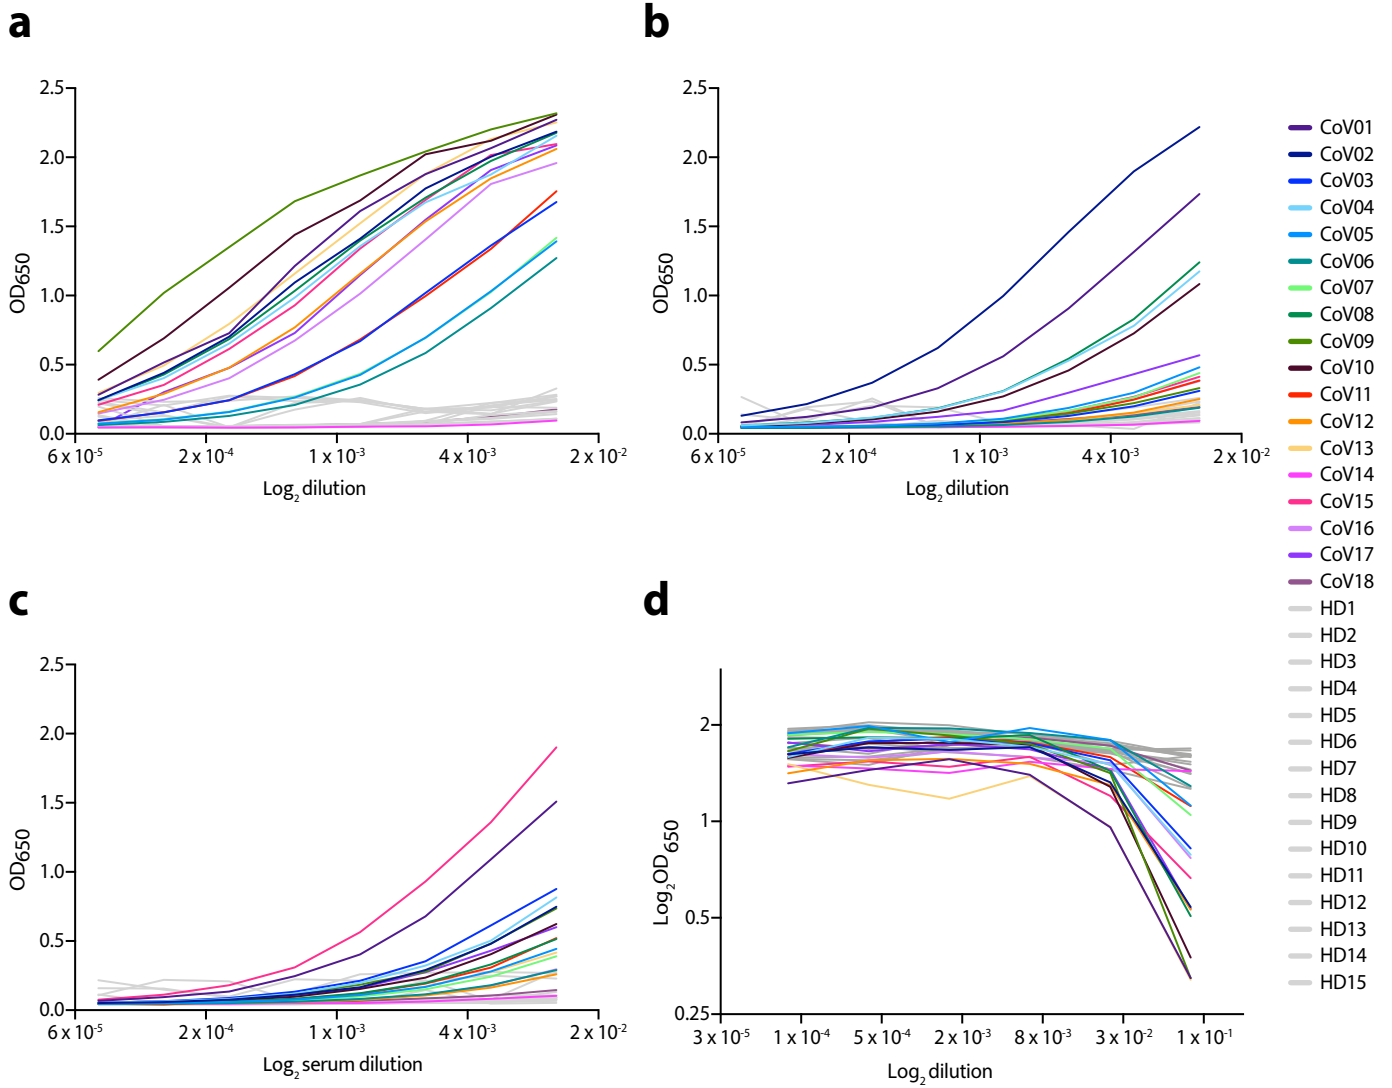 a
2.5
2.0
1.5
1.0
0.5
0.0
OD650
6 x 10-5
2 x 10-4
1 x 10-3
4 x 10-3
2 x 10-2
Log2 dilution
b
2.5
2.0
1.5
1.0
0.5
0.0
OD650
6 x 10-5
2 x 10-4
1 x 10-3
4 x 10-3
2 x 10-2
Log2 dilution
CoV01
CoV02
CoV03
CoV04
CoV05
CoV06
CoV07
CoV08
CoV09
CoV10
CoV11
CoV12
CoV13
CoV14
CoV15
CoV16
CoV17
CoV18
HD1
HD2
HD3
HD4
HD5
HD6
HD7
HD8
HD9
HD10
HD11
HD12
HD13
HD14
HD15
c
2.5
2.0
1.5
1.0
0.5
0.0
OD650
6 x 10-5
2 x 10-4
1 x 10-3
4 x 10-3
2 x 10-2
Log2 serum dilution
d
2
1
0.5
0.25
Log2OD650
3 x 10-5
1 x 10-4
5 x 10-4
2 x 10-3
8 x 10-3
3 x 10-2
1 x 10-1
Log2 dilution